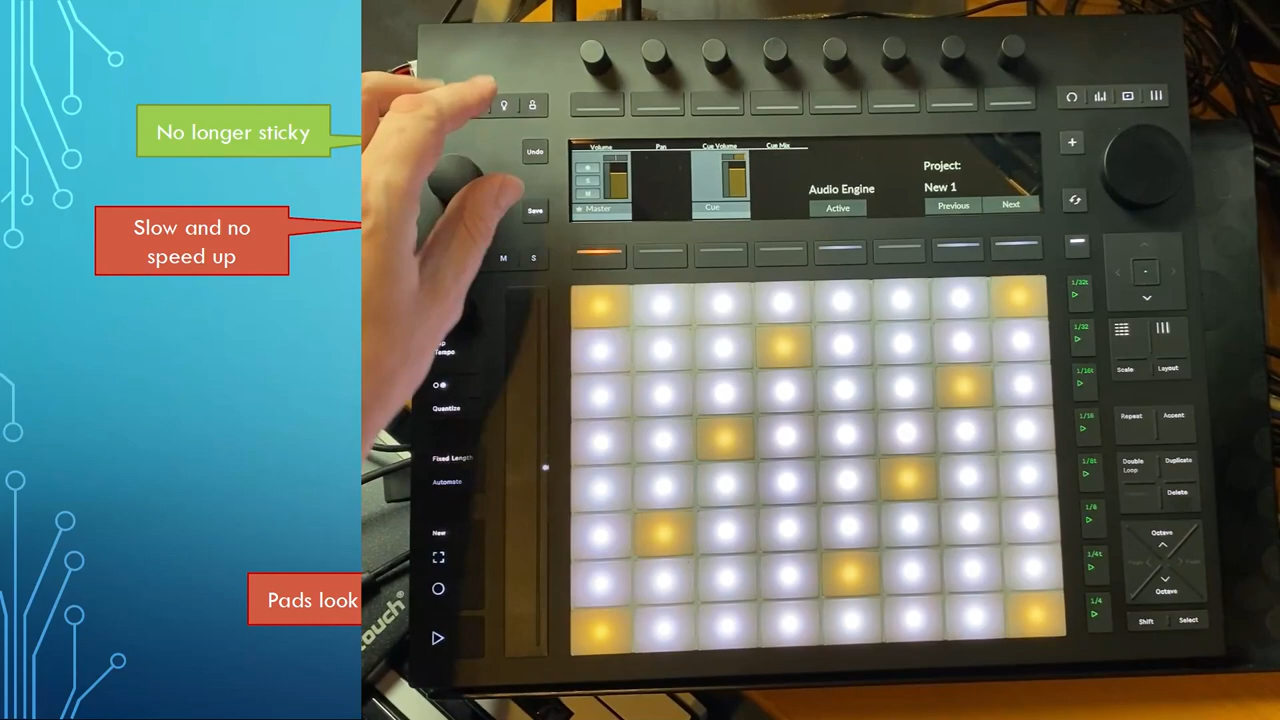 No longer sticky
Slow and no
speed up
Pads look
Undo
Save
M
S
Tempo
Quantize
Fixed Length
Automate
New
Volume
Pan
Cue Volume
Cue Mix
S
M
Master
Cue
Audio Engine
Active
Project:
New 1
Previous
Next
1/32t
1/32
1/16t
1/16
1/8t
1/8
1/4t
1/4
Scale
Layout
Repeat
Accent
Double
Loop
Duplicate
Delete
Octave
Page
Page
Octave
Shift
Select
ouch®